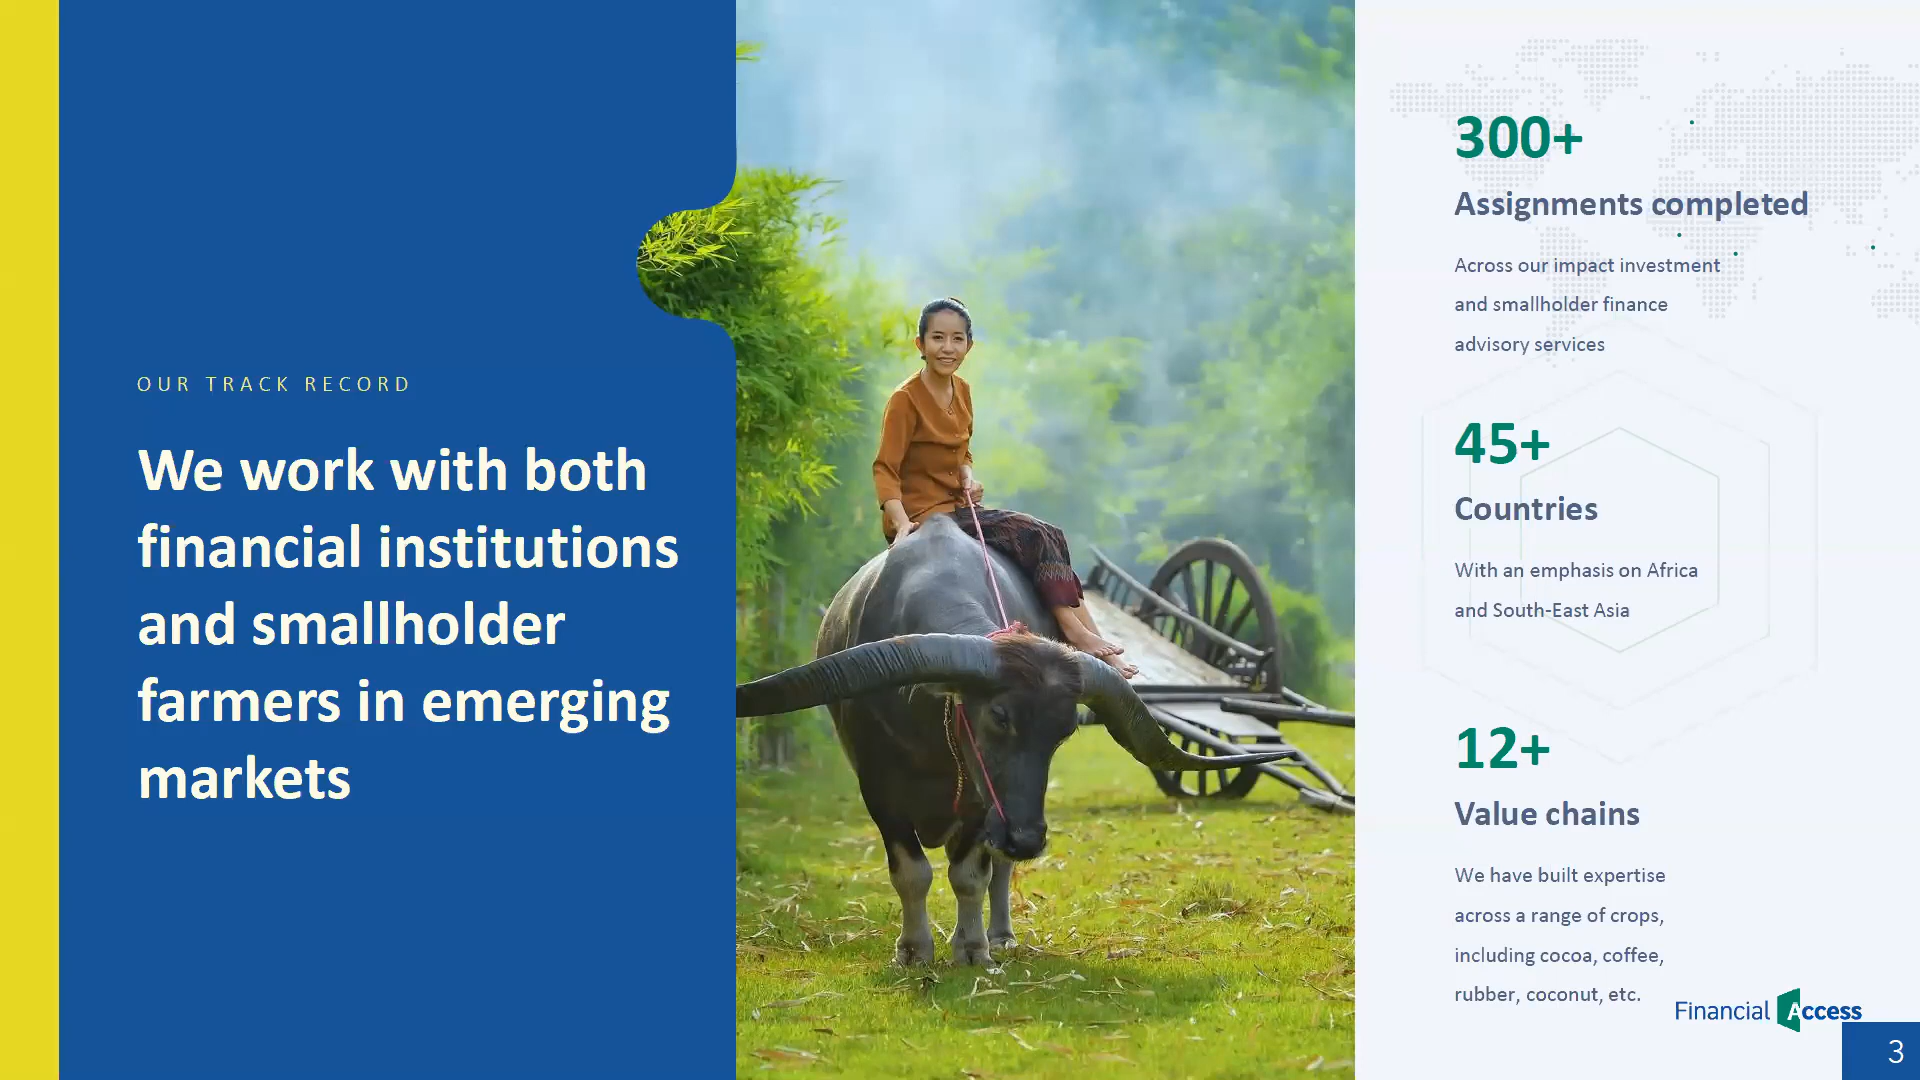 OUR TRACK RECORD
We work with both
financial institutions
and smallholder
farmers in emerging
markets
300+
Assignments completed
Across our impact investment
and smallholder finance
advisory services
45+
Countries
With an emphasis on Africa
and South-East Asia
12+
Value chains
We have built expertise
across a range of crops,
including cocoa, coffee,
rubber, coconut, etc.
Financial Access
3